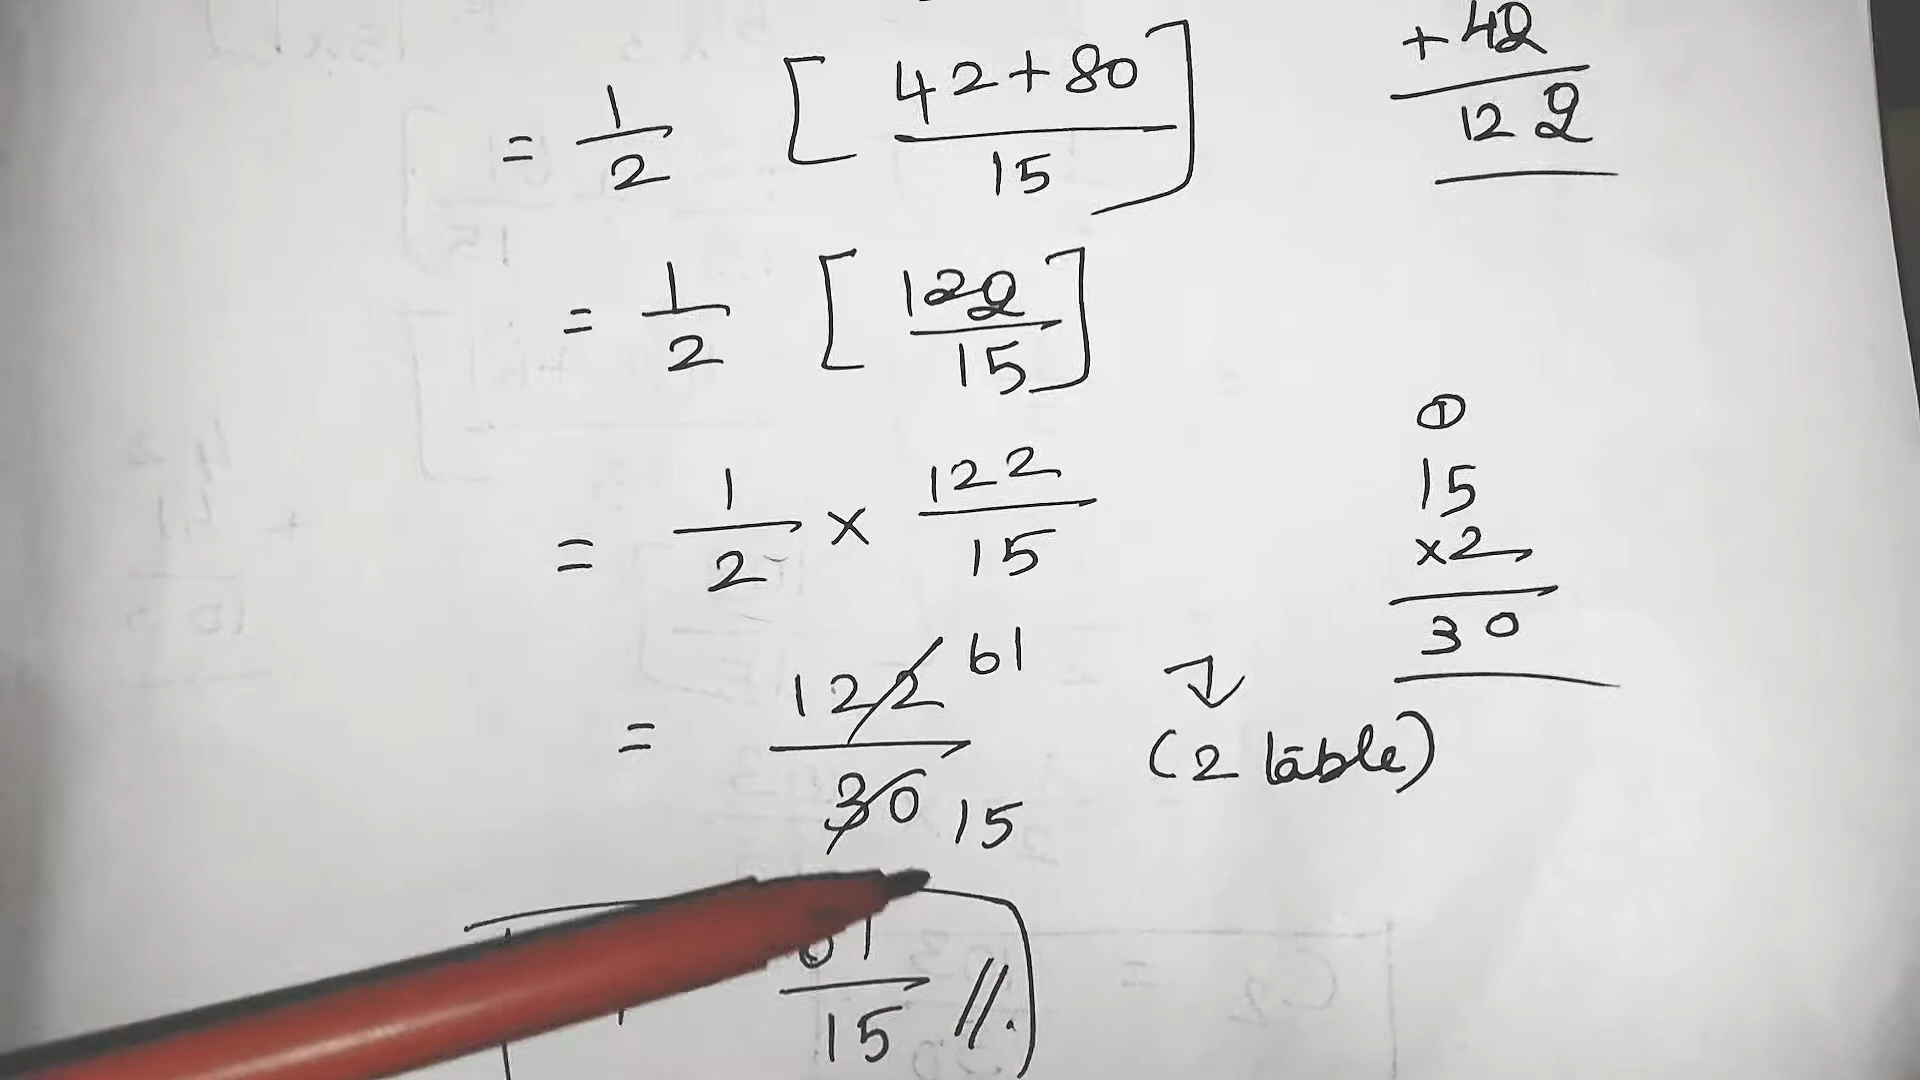 = 1/2 [ 42+80 / 15 ]
+ 42
122
= 1/2 [ 122 / 15 ]
= 1/2 × 122/15
①
15
×2
30
= 122/30 61 15
(2 table)
61/15 //.